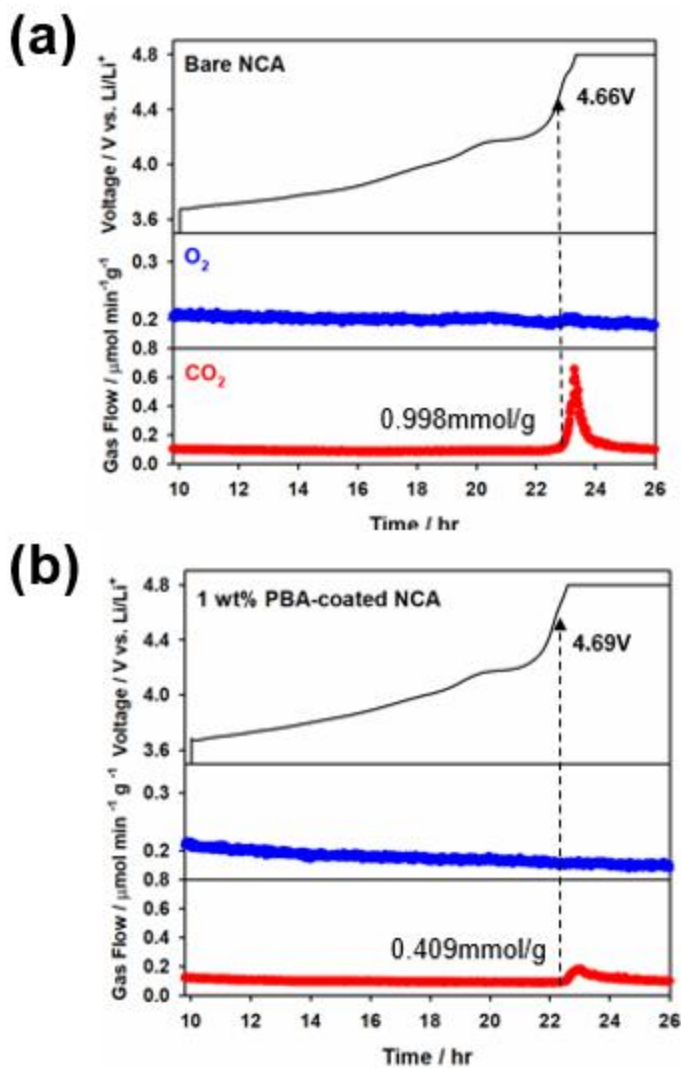 (a)
Bare NCA
4.66V
Voltage / V vs. Li/Li⁺
4.8
4.4
4.0
3.6
O₂
0.3
0.2
CO₂
0.998mmol/g
Gas Flow / μmol min⁻¹g⁻¹
0.8
0.6
0.4
0.2
0.0
10 12 14 16 18 20 22 24 26
Time / hr
(b)
1 wt% PBA-coated NCA
4.69V
Voltage / V vs. Li/Li⁺
4.8
4.4
4.0
3.6
0.3
0.2
0.409mmol/g
Gas Flow / μmol min⁻¹ g⁻¹
0.8
0.6
0.4
0.2
0.0
10 12 14 16 18 20 22 24 26
Time / hr